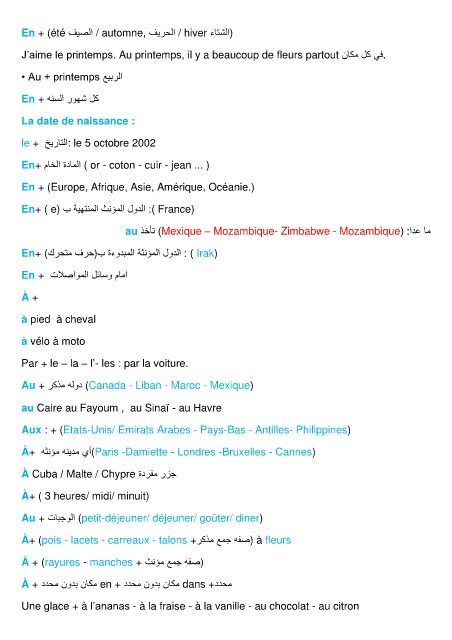 En + (été الصيف / automne, الحريف / hiver الشتاء)
J'aime le printemps. Au printemps, il y a beaucoup de fleurs partout في كل مكان.
• Au + printemps الربيع
En + كل شهور السنه
La date de naissance :
le + التاريخ: le 5 octobre 2002
En+ المادة الخام ( or - coton - cuir - jean ... )
En + (Europe, Afrique, Asie, Amérique, Océanie.)
En+ ( e) الدول المؤنث المنتهية ب :( France)
ما عدا: (Mexique – Mozambique- Zimbabwe - Mozambique) تأخذ au
En+ (الدول المؤنثة المبدوءة ب(حرف متحرك : ( Irak)
En + امام وسائل المواصلات
À +
à pied à cheval
à vélo à moto
Par + le – la – l'- les : par la voiture.
Au + دوله مذكر (Canada - Liban - Maroc - Mexique)
au Caire au Fayoum , au Sinaï - au Havre
Aux : + (Etats-Unis/ Emirats Arabes - Pays-Bas - Antilles- Philippines)
À+ أي مدينه مؤنثه(Paris -Damiette - Londres -Bruxelles - Cannes)
À Cuba / Malte / Chypre جزر مفردة
À+ ( 3 heures/ midi/ minuit)
Au + الوجبات (petit-déjeuner/ déjeuner/ goûter/ diner)
À+ (pois - lacets - carreaux - talons +صفه جمع مذكر) à fleurs
À + (rayures - manches + صفه جمع مؤنث)
À + مكان بدون محدد en + مكان بدون محدد dans +محدد
Une glace + à l'ananas - à la fraise - à la vanille - au chocolat - au citron